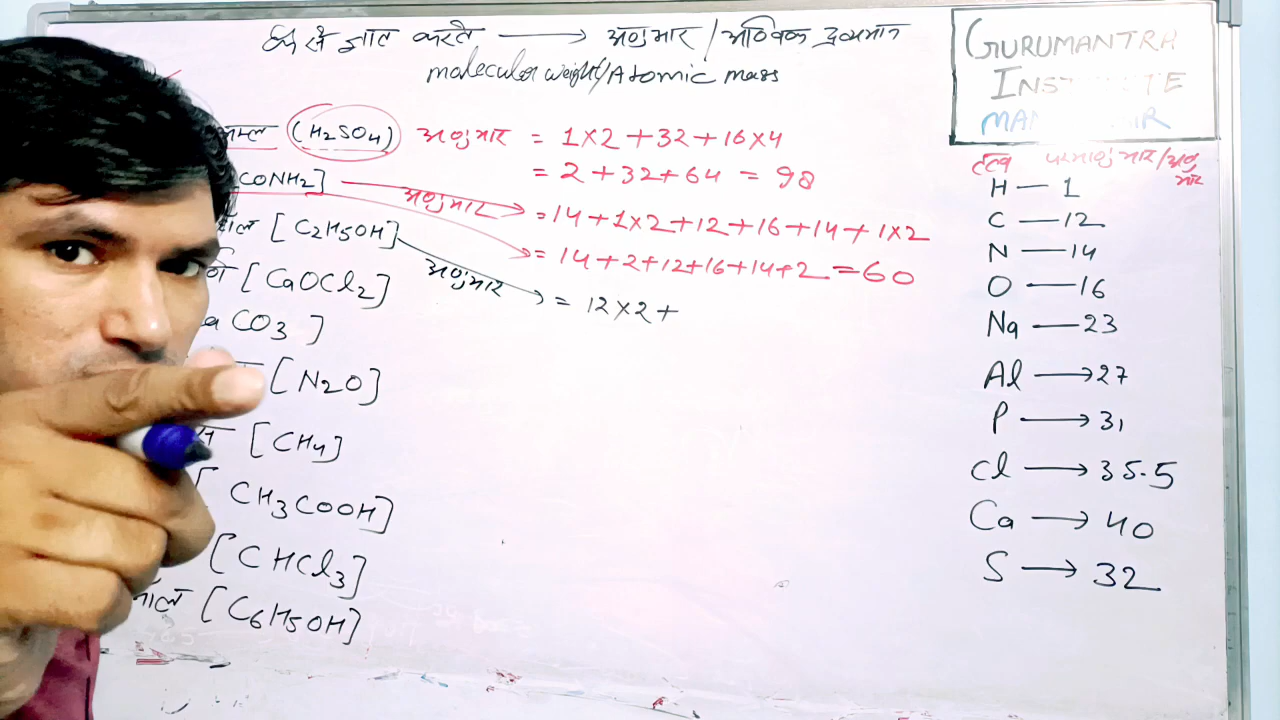 से ज्ञात करते → अणुभार / आण्विक द्रव्यमान
molecular weight/Atomic mass
GURUMANTRA
अम्ल (H2SO4) अणुभार = 1×2+32+16×4
= 2+32+64 = 98
CONH2] अणुभार → =14+1×2+12+16+14+1×2
= 14+2+12+16+14+2 =60
[C2H5OH] अणुभार → = 12×2+
[CaOCl2]
CO3]
[N2O]
[CH4]
[CH3COOH]
[CHCl3]
[C6H5OH]
तत्व परमाणु भार/अणु
भार
H — 1
C — 12
N — 14
O — 16
Na — 23
Al → 27
P → 31
Cl → 35.5
Ca → 40
S → 32